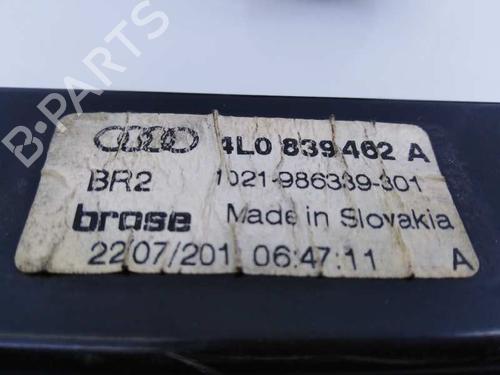 B-PARTS
4L0 839 462 A
BR2 1021-986339-301
brose Made in Slovakia
22/07/201 06:47:11 A